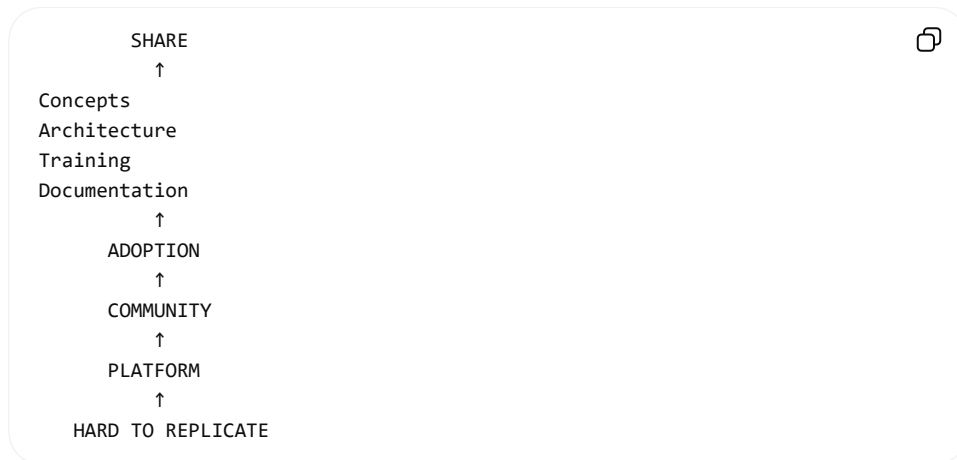 SHARE
↑
Concepts
Architecture
Training
Documentation
↑
ADOPTION
↑
COMMUNITY
↑
PLATFORM
↑
HARD TO REPLICATE